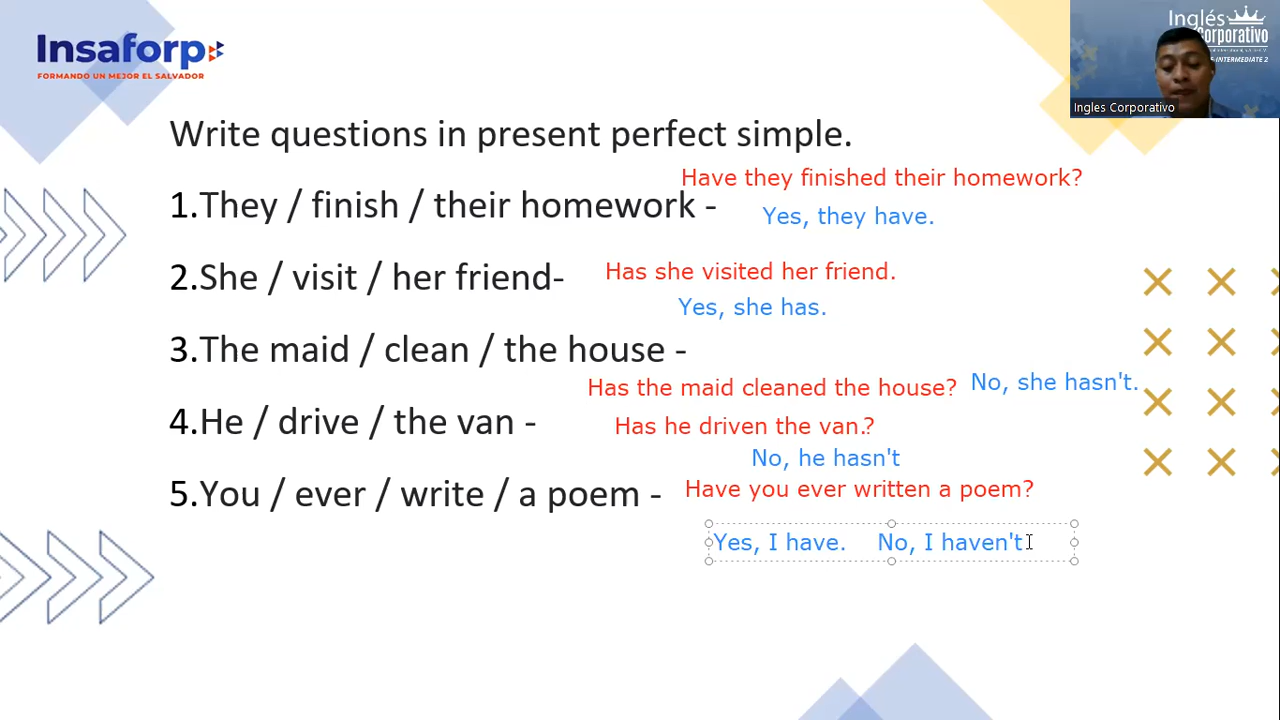 Insaforp
FORMANDO UN MEJOR EL SALVADOR
Inglés
Corporativo
INTERMEDIATE 2
Ingles Corporativo
Write questions in present perfect simple.
Have they finished their homework?
1.They / finish / their homework -
Yes, they have.
Has she visited her friend.
2.She / visit / her friend-
Yes, she has.
3.The maid / clean / the house -
Has the maid cleaned the house? No, she hasn't.
4.He / drive / the van -
Has he driven the van.?
No, he hasn't
5.You / ever / write / a poem -
Have you ever written a poem?
Yes, I have. No, I haven't